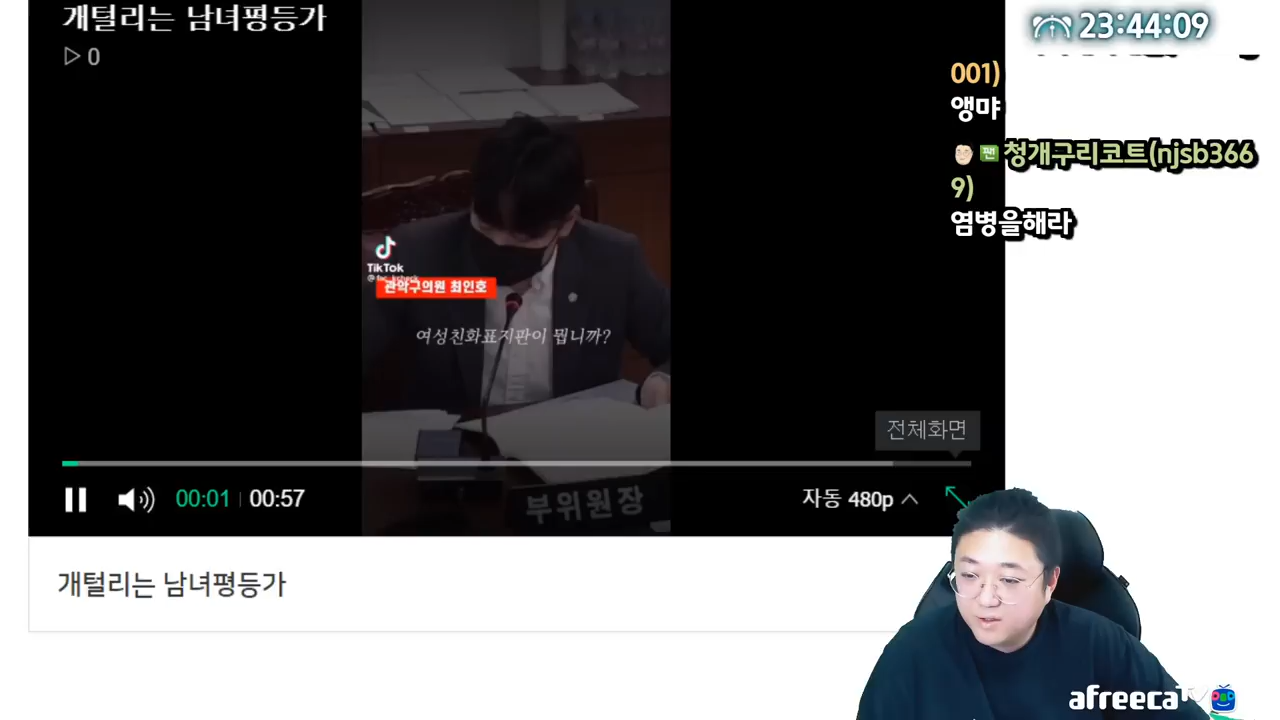 개털리는 남녀평등가
0
23:44:09
001)
앵먀
팬 청개구리코트(njsb366
9)
염병을해라
TikTok
관악구의원 최인호
여성친화표지판이 뭡니까?
전체화면
00:01 00:57
자동 480p
부위원장
개털리는 남녀평등가
afreecaTV